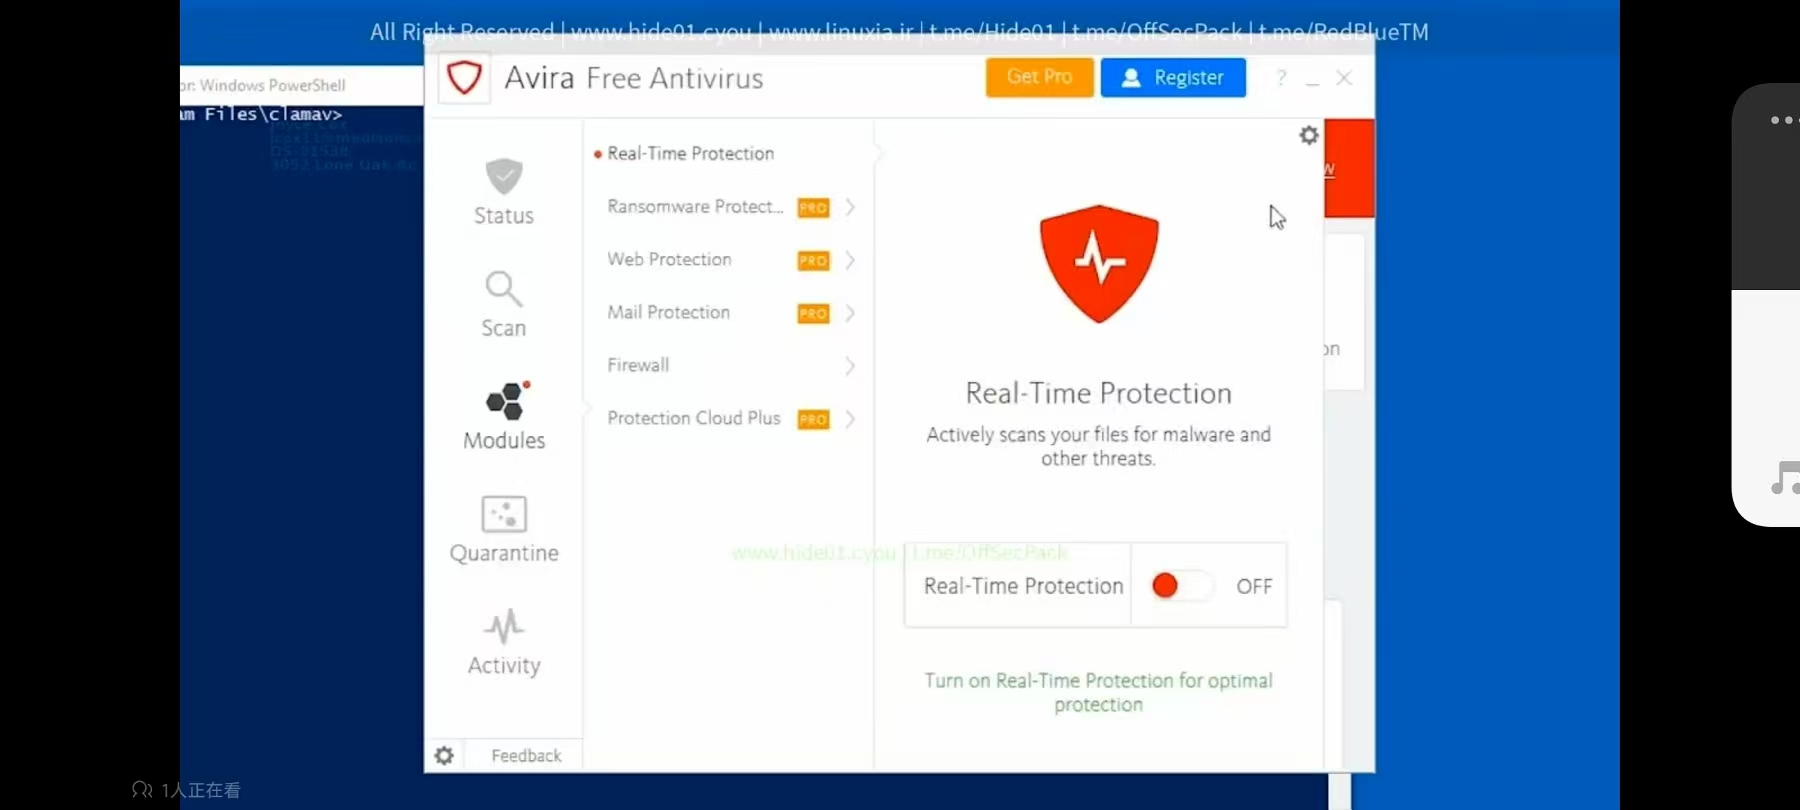 All Right Reserved | www.hide01.cyou | www.linuxia.ir | t.me/Hide01 | t.me/OffSecPack | t.me/RedBlueTM
or: Windows PowerShell
am Files\clamav>
Avira Free Antivirus
Get Pro
Register
?
Status
Scan
Modules
Quarantine
Activity
Feedback
Real-Time Protection
Ransomware Protect... PRO
Web Protection PRO
Mail Protection PRO
Firewall
Protection Cloud Plus PRO
w
on
Real-Time Protection
Actively scans your files for malware and
other threats.
www.hide01.cyou | t.me/OffSecPack
Real-Time Protection OFF
Turn on Real-Time Protection for optimal
protection
1人正在看